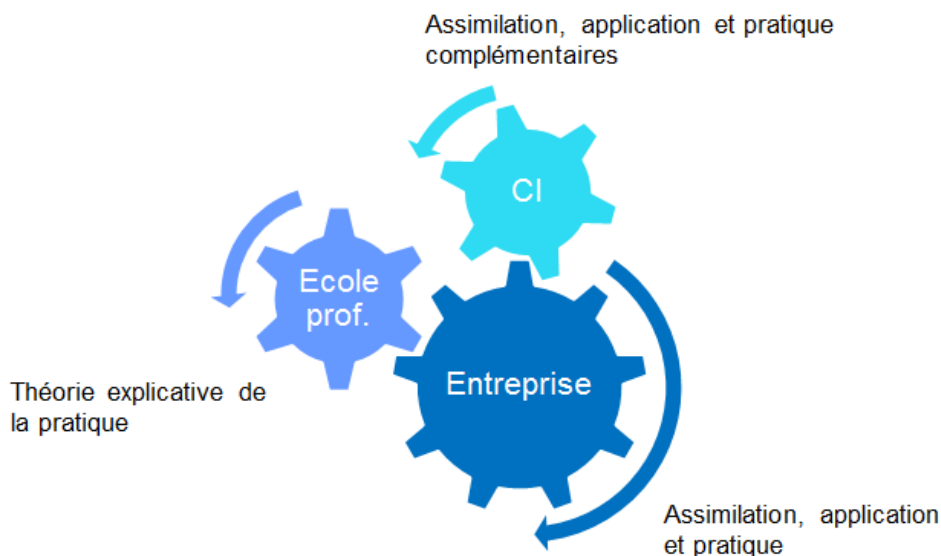 Assimilation, application et pratique
complémentaires
CI
Ecole
prof.
Entreprise
Théorie explicative de
la pratique
Assimilation, application
et pratique